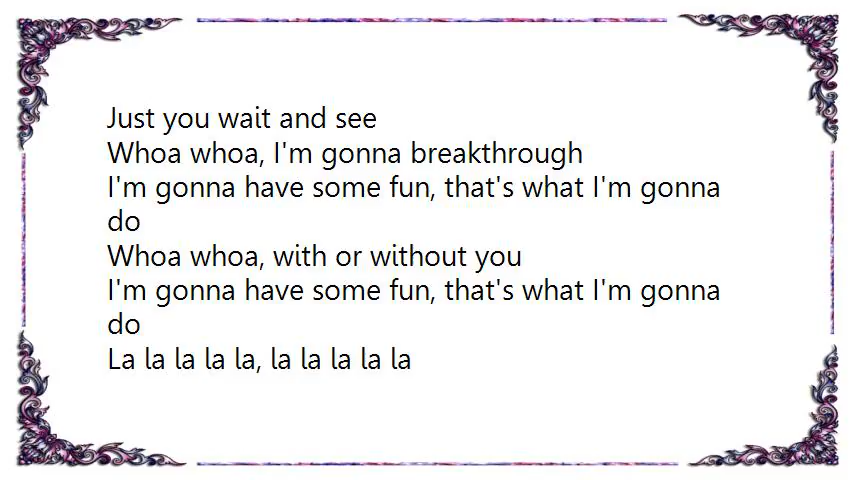 Just you wait and see
Whoa whoa, I'm gonna breakthrough
I'm gonna have some fun, that's what I'm gonna
do
Whoa whoa, with or without you
I'm gonna have some fun, that's what I'm gonna
do
La la la la la, la la la la la